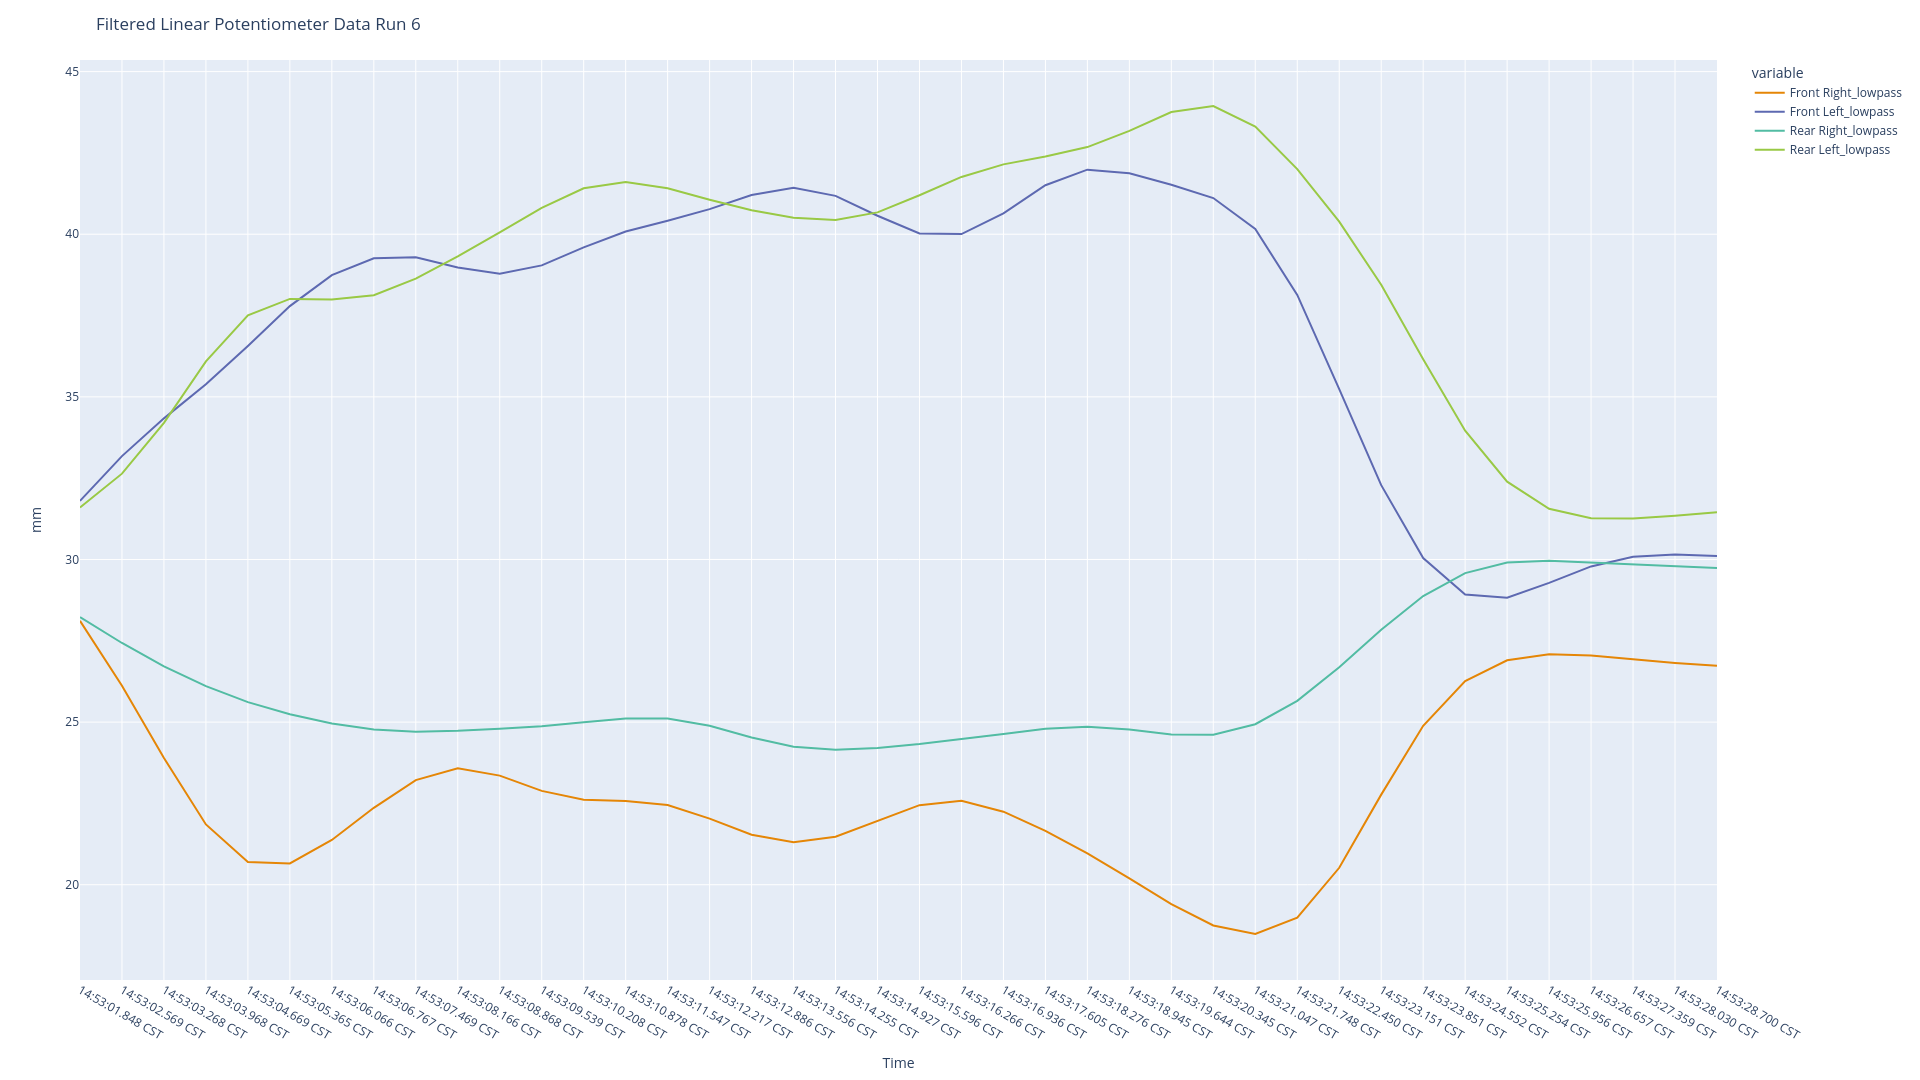 Filtered Linear Potentiometer Data Run 6
variable
Front Right_lowpass
Front Left_lowpass
Rear Right_lowpass
Rear Left_lowpass
45
40
35
30
25
20
mm
14:53:01.848 CST
14:53:02.569 CST
14:53:03.268 CST
14:53:03.968 CST
14:53:04.669 CST
14:53:05.365 CST
14:53:06.066 CST
14:53:06.767 CST
14:53:07.469 CST
14:53:08.166 CST
14:53:08.868 CST
14:53:09.539 CST
14:53:10.208 CST
14:53:10.878 CST
14:53:11.547 CST
14:53:12.217 CST
14:53:12.886 CST
14:53:13.556 CST
14:53:14.255 CST
14:53:14.927 CST
14:53:15.596 CST
14:53:16.266 CST
14:53:16.936 CST
14:53:17.605 CST
14:53:18.276 CST
14:53:18.945 CST
14:53:19.644 CST
14:53:20.345 CST
14:53:21.047 CST
14:53:21.748 CST
14:53:22.450 CST
14:53:23.151 CST
14:53:23.851 CST
14:53:24.552 CST
14:53:25.254 CST
14:53:25.956 CST
14:53:26.657 CST
14:53:27.359 CST
14:53:28.030 CST
14:53:28.700 CST
Time